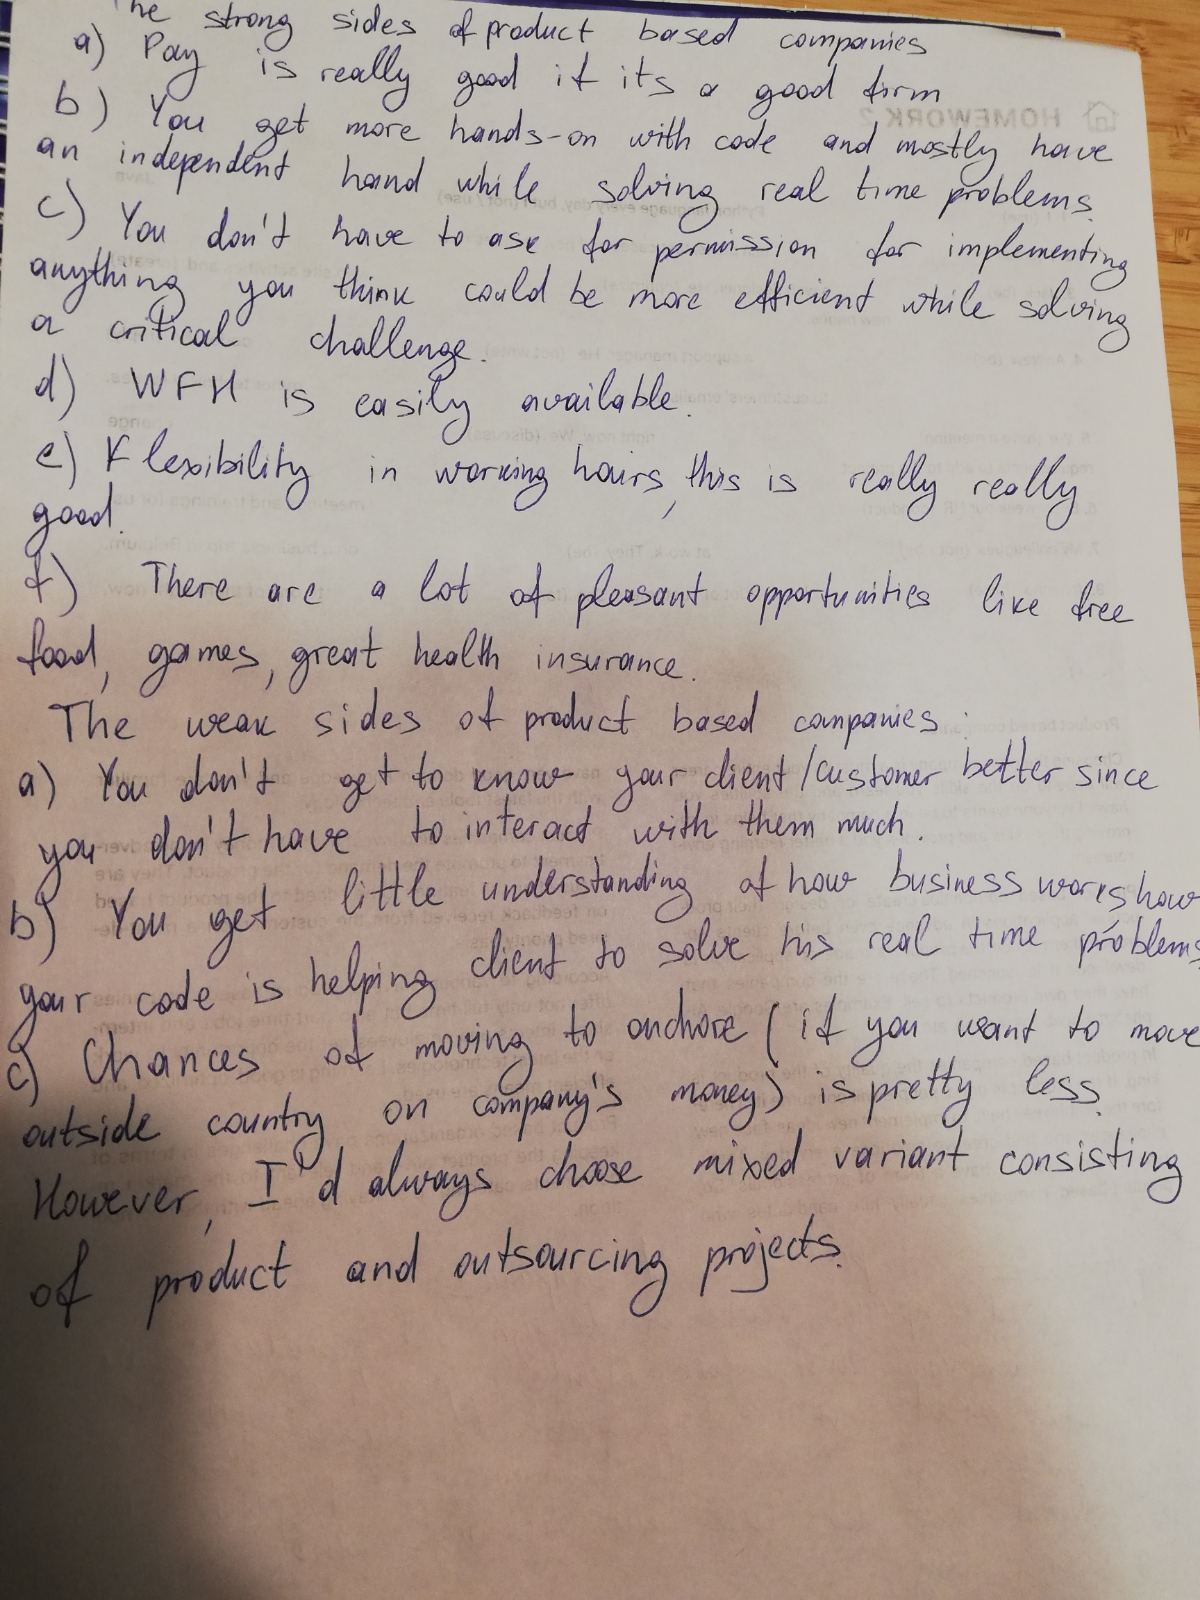 The strong sides of product based companies
a) Pay is really good if its a good firm
b) You get more hands-on with code and mostly have
an independent hand while solving real time problems.
c) You don't have to ask for permission for implementing
anything you think could be more efficient while solving
a critical challenge.
d) WFH is easily available.
e) Flexibility in working hours, this is really really
good.
f) There are a lot of pleasant opportunities like free
food, games, great health insurance.
The weak sides of product based companies:
a) You don't get to know your client/customer better since
you don't have to interact with them much.
b) You get little understanding of how business works how
your code is helping client to solve his real time problems
c) Chances of moving to onchore (if you want to move
outside country on company's money) is pretty less.
However, I'd always choose mixed variant consisting
of product and outsourcing projects.
HOMEWORK 2